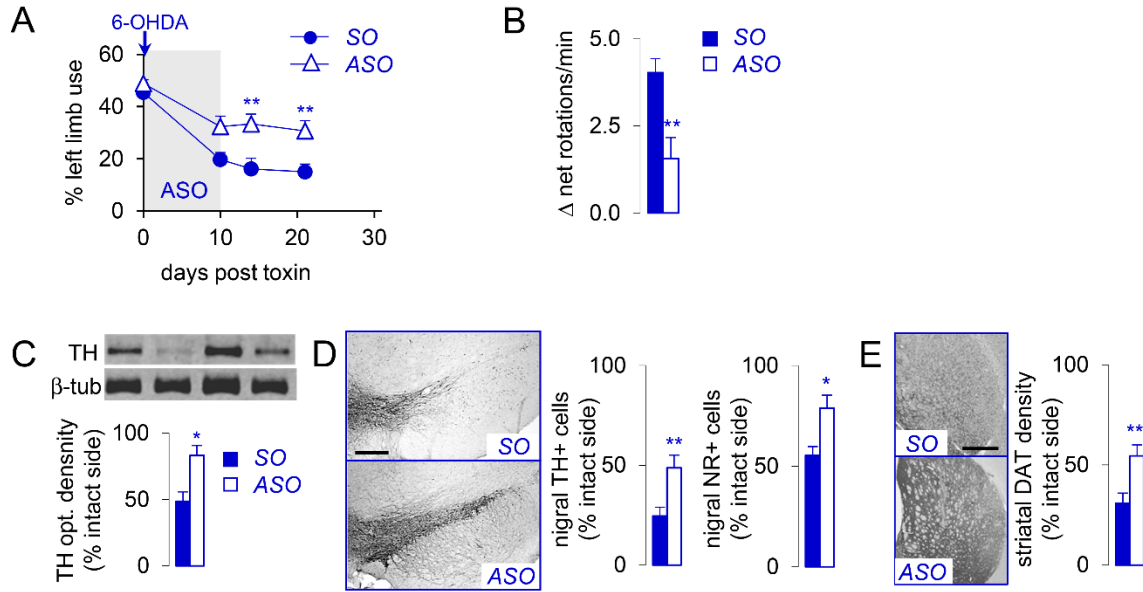 A
6-OHDA
SO
ASO
60
40
20
0
% left limb use
ASO
**
**
0
10
20
30
days post toxin
B
SO
ASO
5.0
2.5
0.0
Δ net rotations/min
**
C
TH
β-tub
100
50
0
TH opt. densnity
(% intact side)
*
SO
ASO
D
SO
ASO
100
50
0
nigral TH+ cells
(% intact side)
**
100
50
0
nigral NR+ cells
(% intact side)
*
E
SO
ASO
100
50
0
striatal DAT density
(% intact side)
**